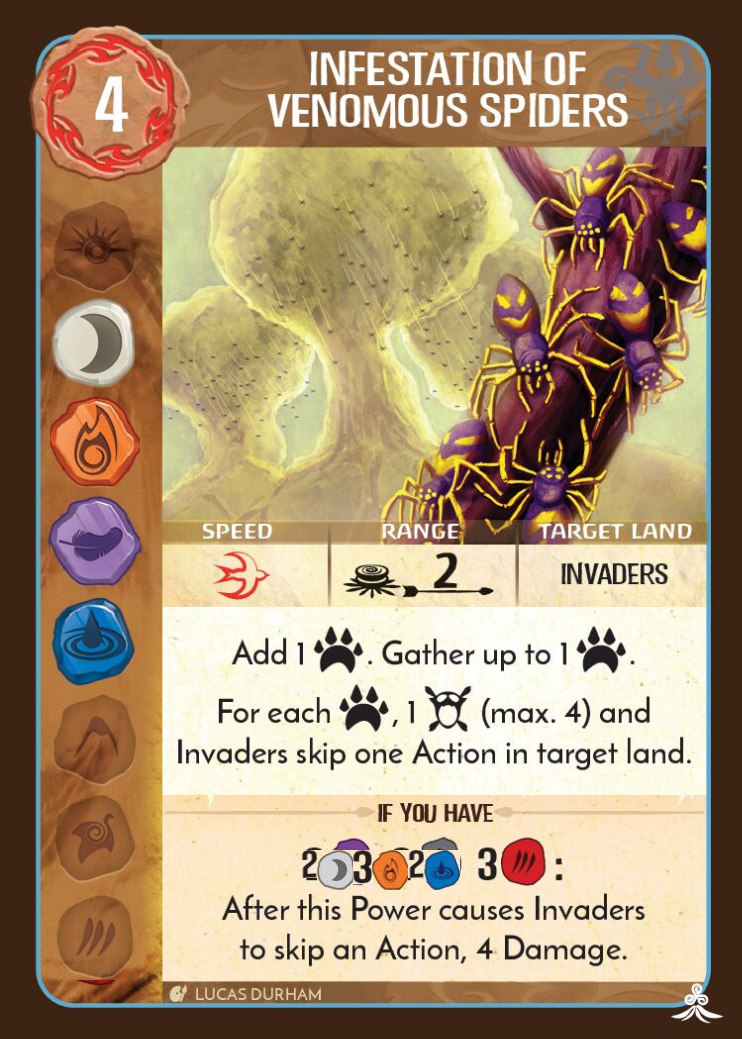 4
INFESTATION OF
VENOMOUS SPIDERS
SPEED RANGE TARGET LAND
2 INVADERS
Add 1 . Gather up to 1 .
For each , 1 (max. 4) and
Invaders skip one Action in target land.
IF YOU HAVE
2 3 2 3 :
After this Power causes Invaders
to skip an Action, 4 Damage.
LUCAS DURHAM